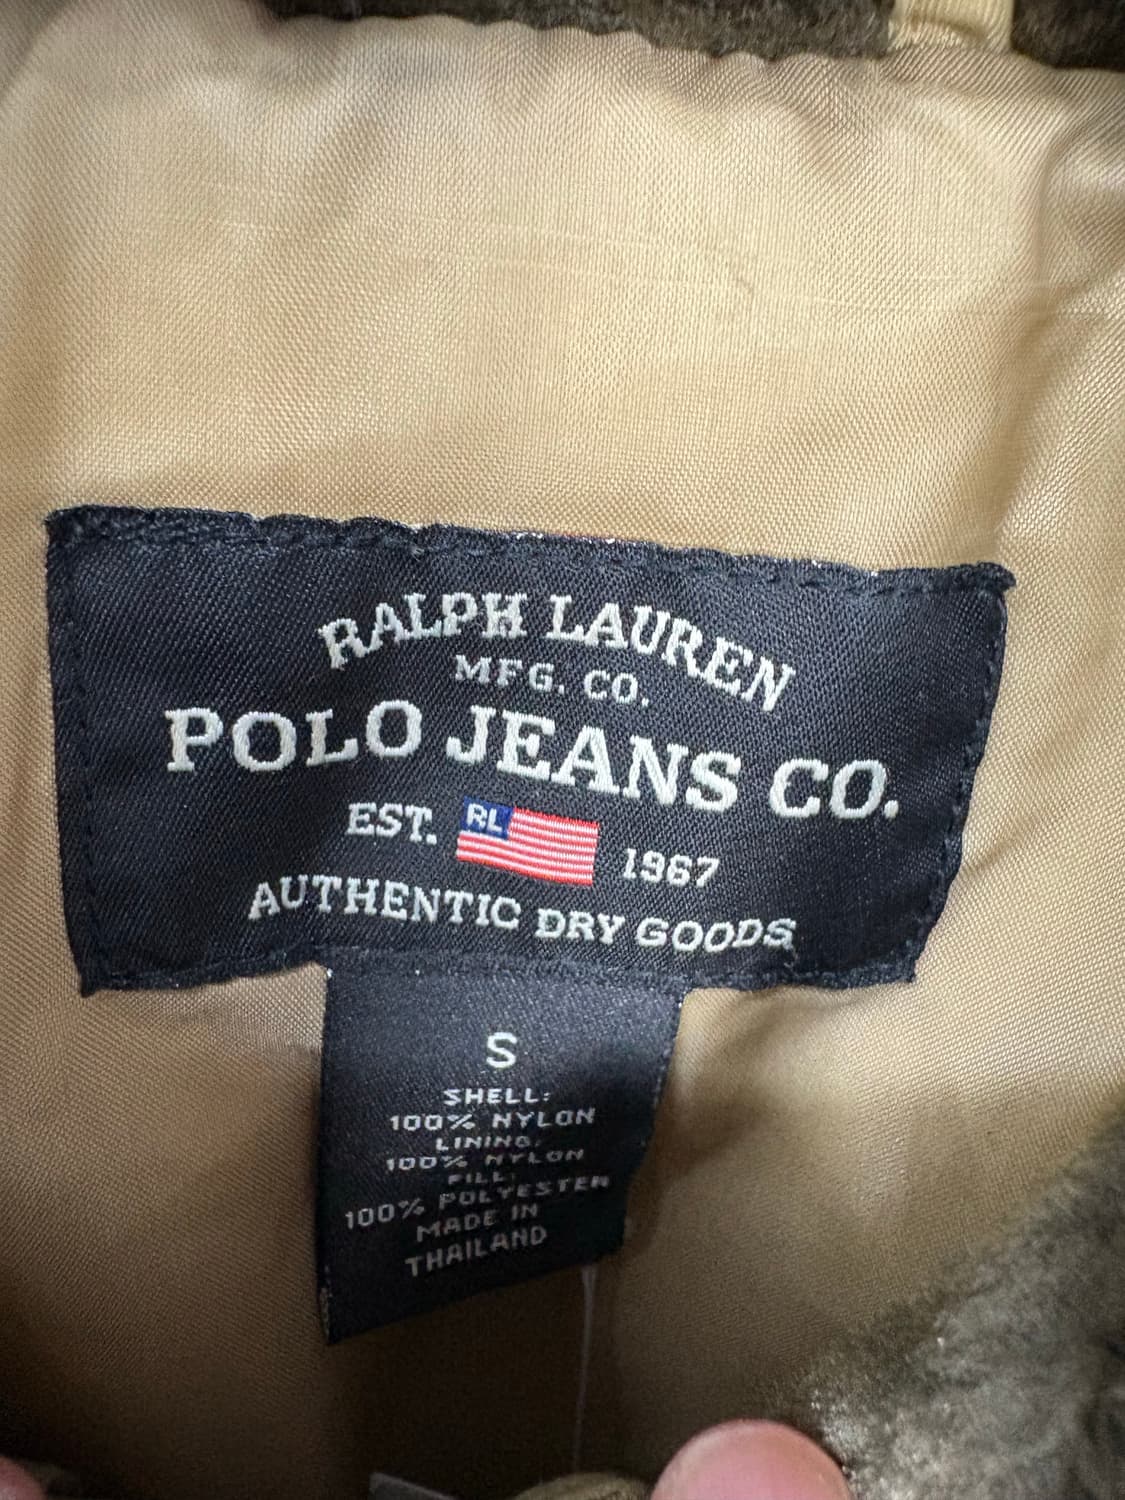 RALPH LAUREN
MFG. CO.
POLO JEANS CO.
EST. RL 1967
AUTHENTIC DRY GOODS
S
SHELL:
100% NYLON
LINING:
100% NYLON
FILL:
100% POLYESTER
MADE IN
THAILAND